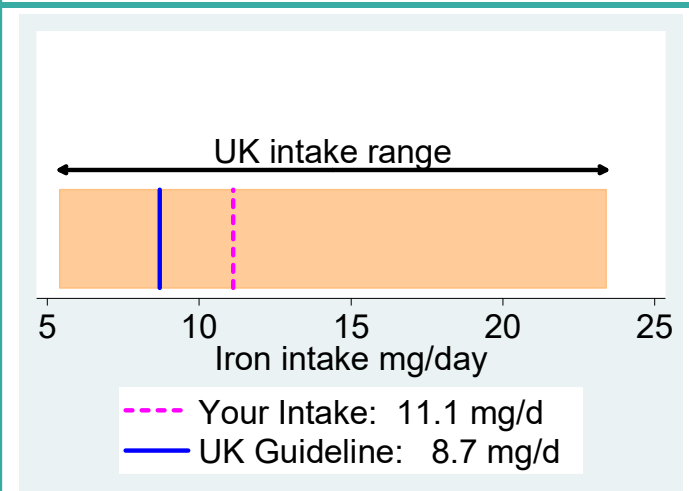 UK intake range
5 10 15 20 25
Iron intake mg/day
Your Intake: 11.1 mg/d
UK Guideline: 8.7 mg/d